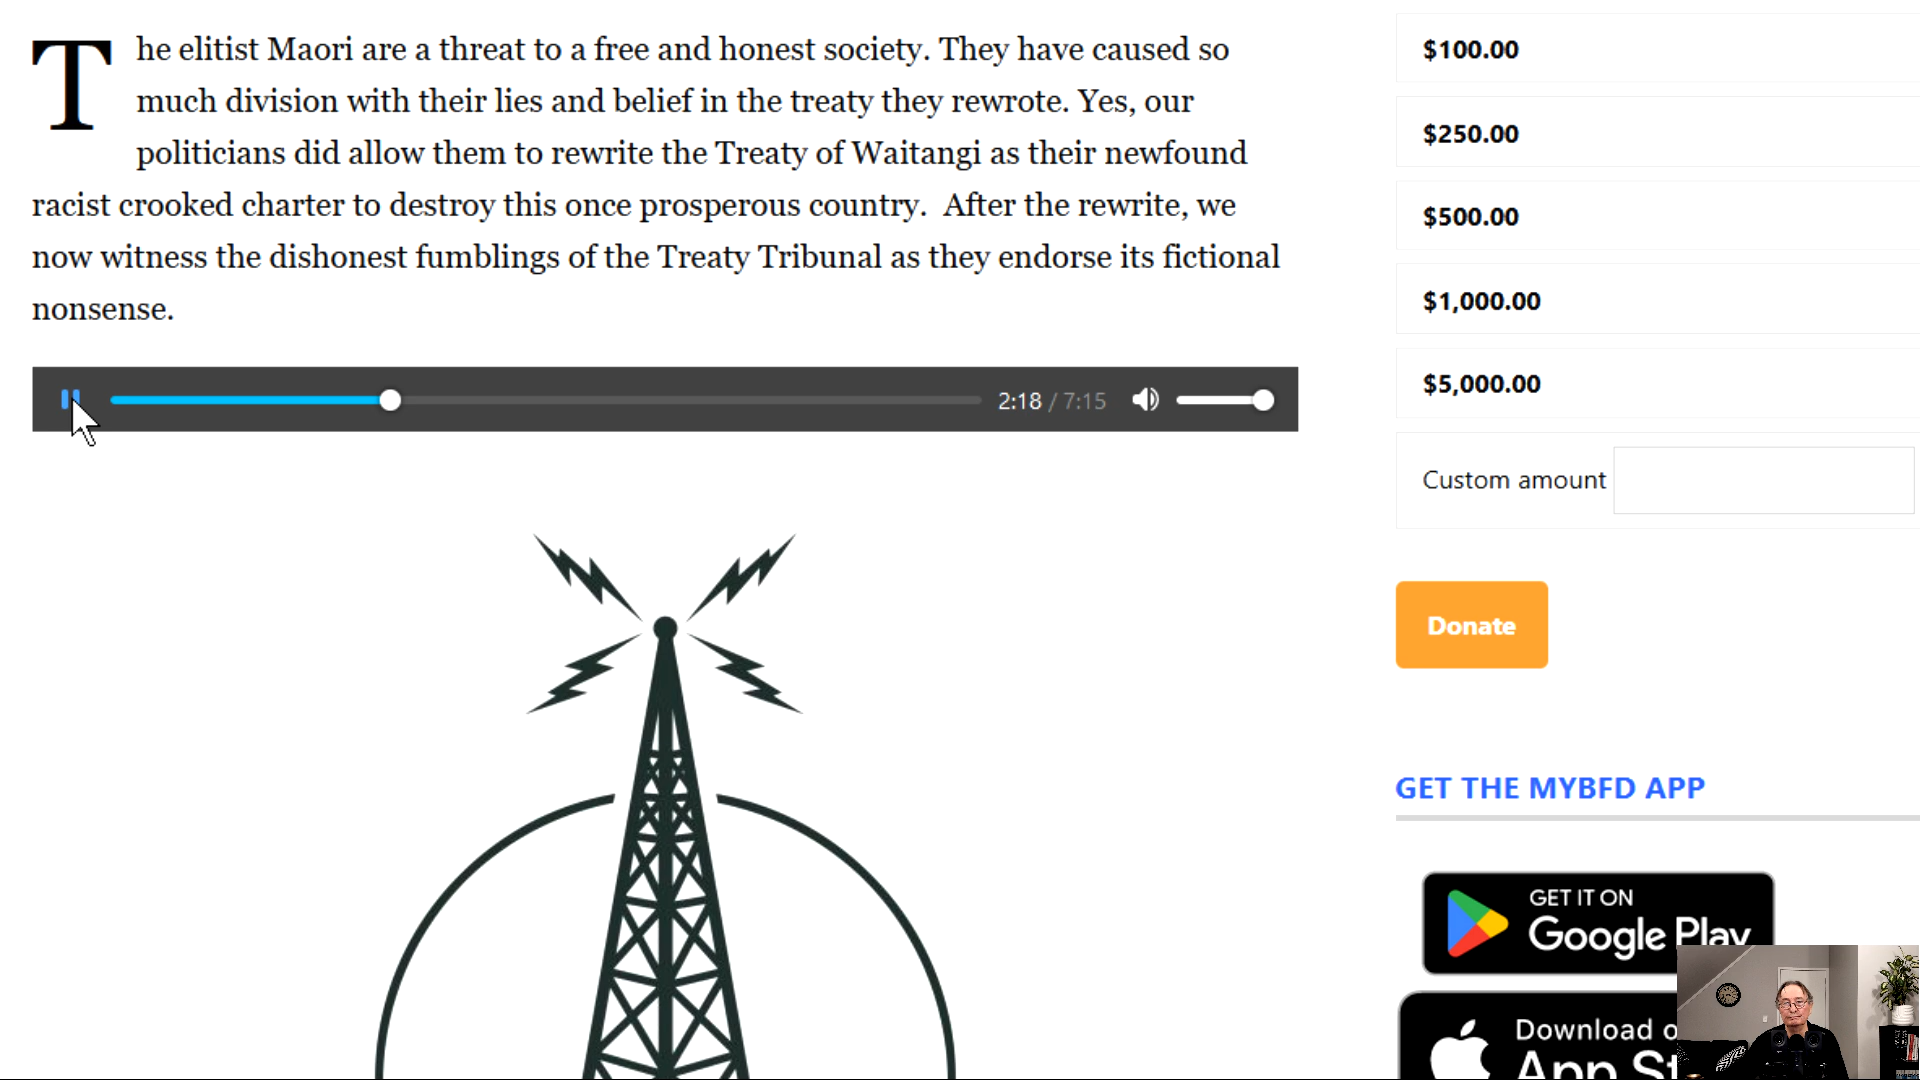 The elitist Maori are a threat to a free and honest society. They have caused so
much division with their lies and belief in the treaty they rewrote. Yes, our
politicians did allow them to rewrite the Treaty of Waitangi as their newfound
racist crooked charter to destroy this once prosperous country.  After the rewrite, we
now witness the dishonest fumblings of the Treaty Tribunal as they endorse its fictional
nonsense.
2:18 / 7:15
$100.00
$250.00
$500.00
$1,000.00
$5,000.00
Custom amount
Donate
GET THE MYBFD APP
GET IT ON
Google Play
Download o
App St